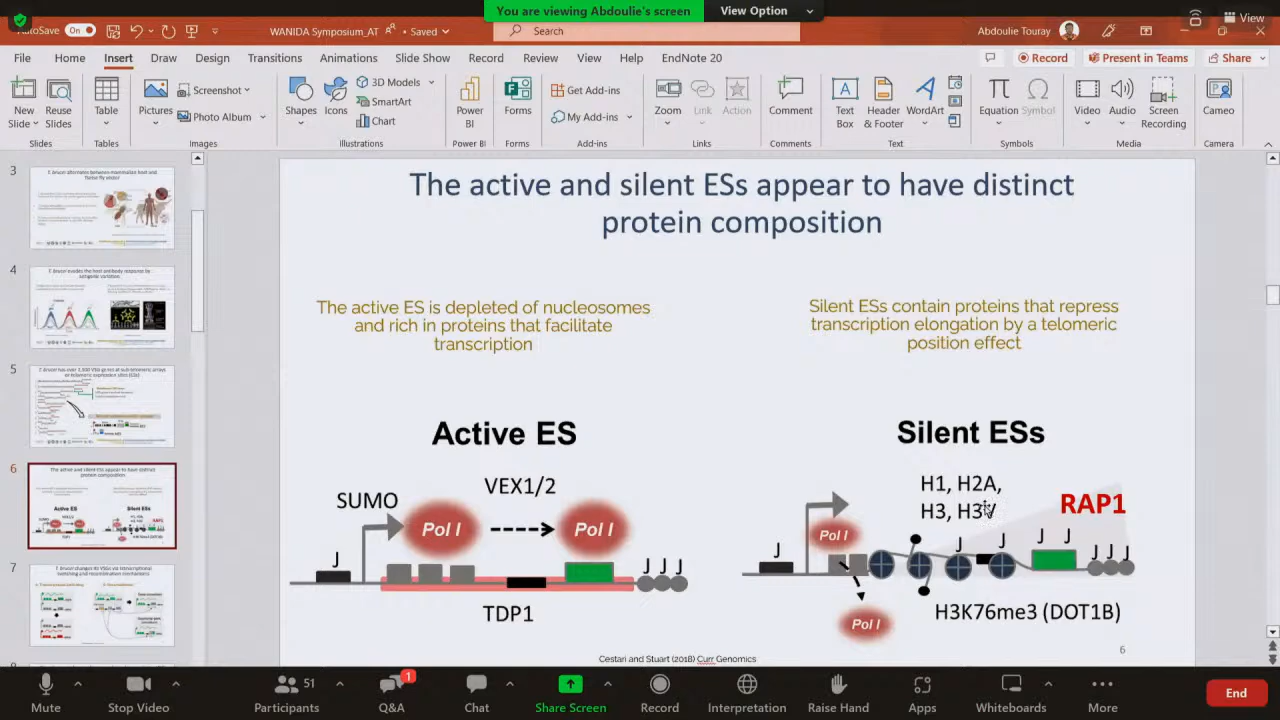 You are viewing Abdoulie's screen
View Option
View
AutoSave
On
WANIDA Symposium_AT
• Saved
Search
Abdoulie Touray
File
Home
Insert
Draw
Design
Transitions
Animations
Slide Show
Record
Review
View
Help
EndNote 20
Record
Present in Teams
Share
New
Slide
Reuse
Slides
Table
Pictures
Screenshot
Photo Album
Shapes
Icons
3D Models
SmartArt
Chart
Power
BI
Forms
Get Add-ins
My Add-ins
Zoom
Link
Action
Comment
Text
Box
Header
& Footer
WordArt
Equation
Symbol
Video
Audio
Screen
Recording
Cameo
Slides
Tables
Images
Illustrations
Power BI
Forms
Add-ins
Links
Comments
Text
Symbols
Media
Camera
3
4
5
6
7
The active and silent ESs appear to have distinct
protein composition
The active ES is depleted of nucleosomes
and rich in proteins that facilitate
transcription
Silent ESs contain proteins that repress
transcription elongation by a telomeric
position effect
Active ES
SUMO
VEX1/2
Pol I
Pol I
J
J J J
TDP1
Silent ESs
H1, H2A,
H3, H3V
RAP1
Pol I
J
J
J
J J
J J J
Pol I
H3K76me3 (DOT1B)
Cestari and Stuart (2018) Curr Genomics
6
Mute
Stop Video
51
Participants
1
Q&A
Chat
Share Screen
Record
Interpretation
Raise Hand
Apps
Whiteboards
More
End